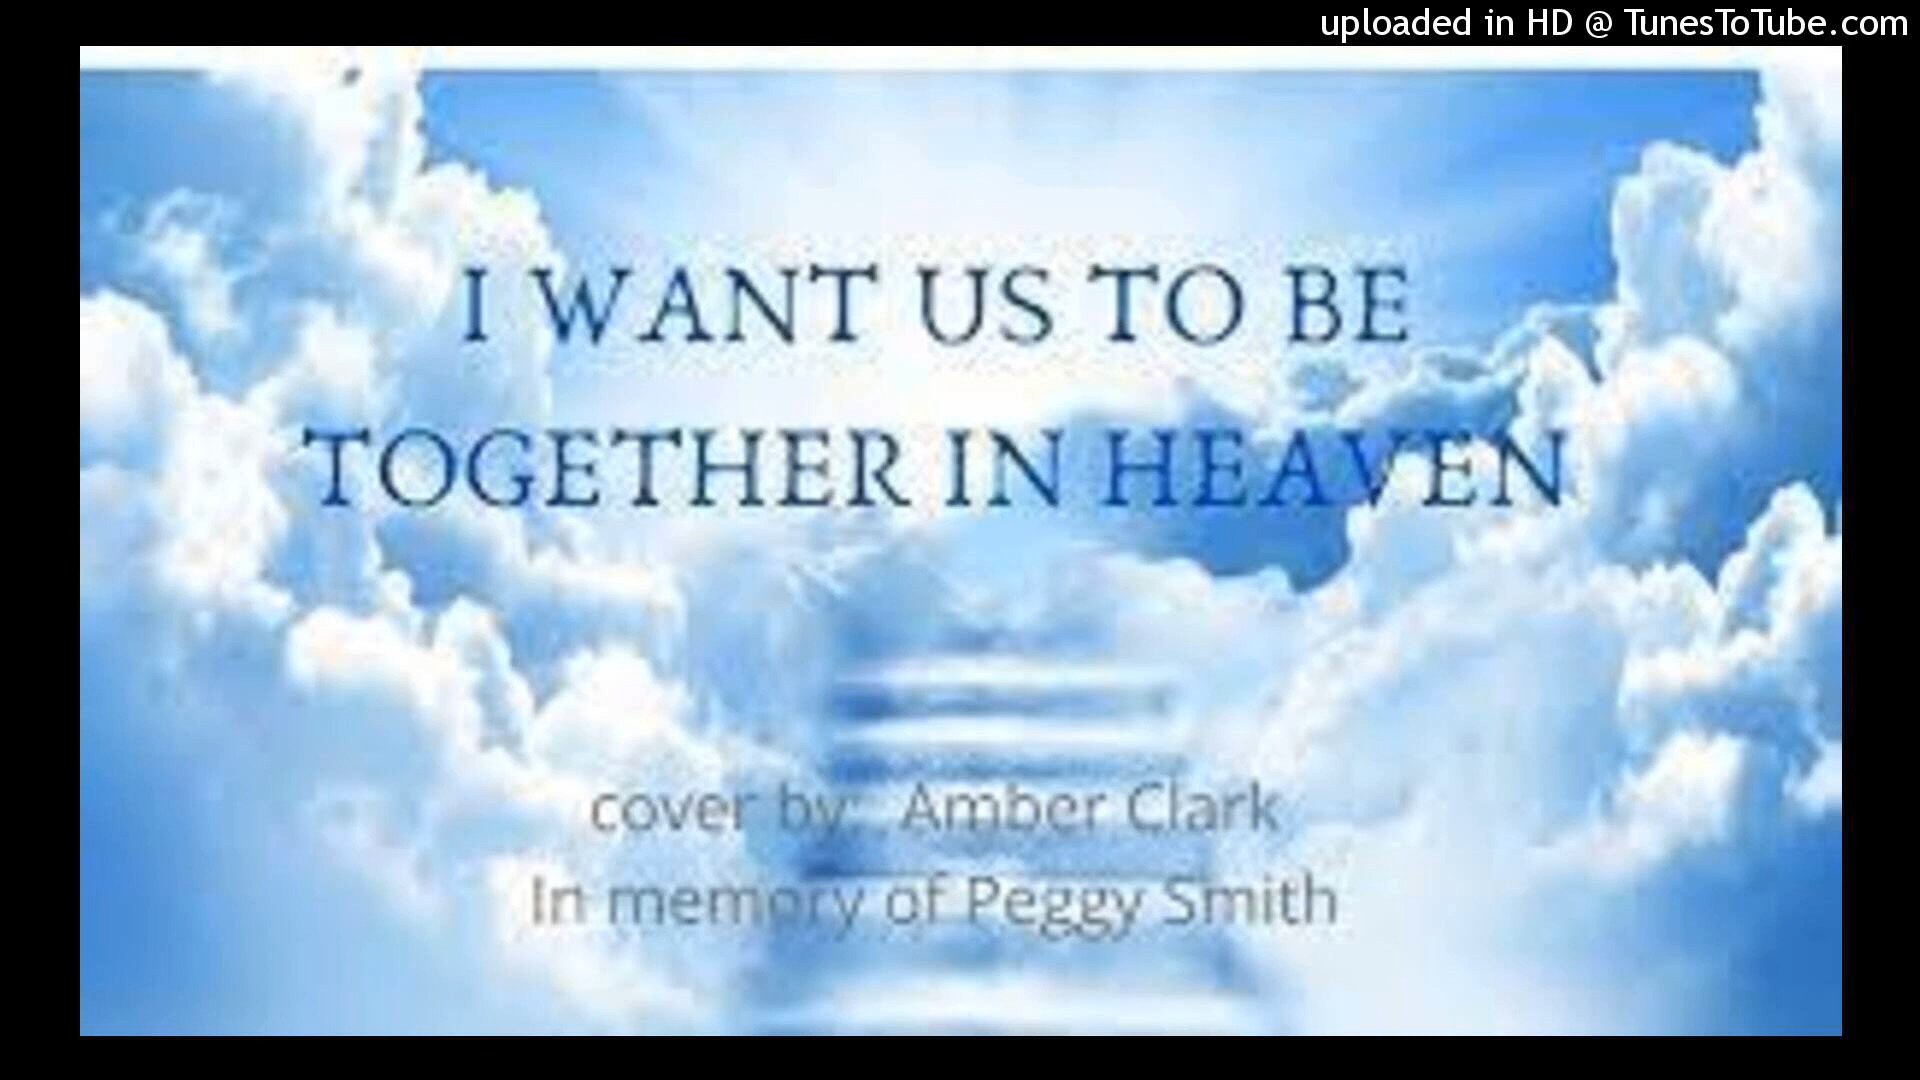 uploaded in HD @ TunesToTube.com
I WANT US TO BE
TOGETHER IN HEAVEN
cover by: Amber Clark
In memory of Peggy Smith